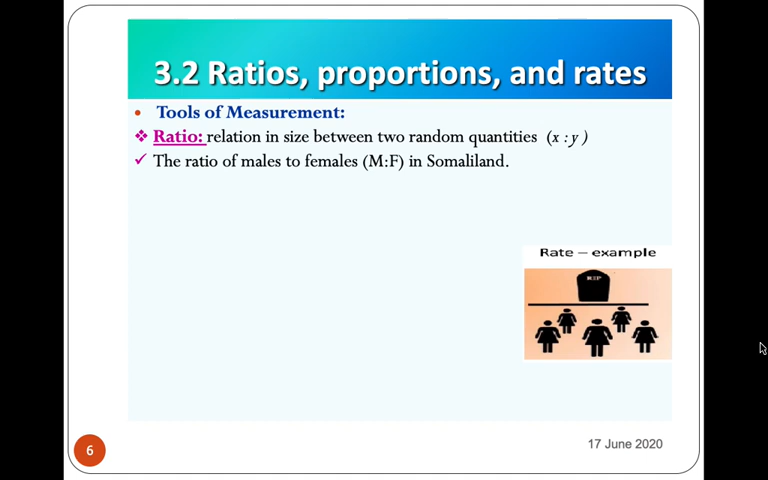 3.2 Ratios, proportions, and rates
• Tools of Measurement:
❖ Ratio: relation in size between two random quantities (x : y )
✓ The ratio of males to females (M:F) in Somaliland.
Rate – example
RIP
17 June 2020
6